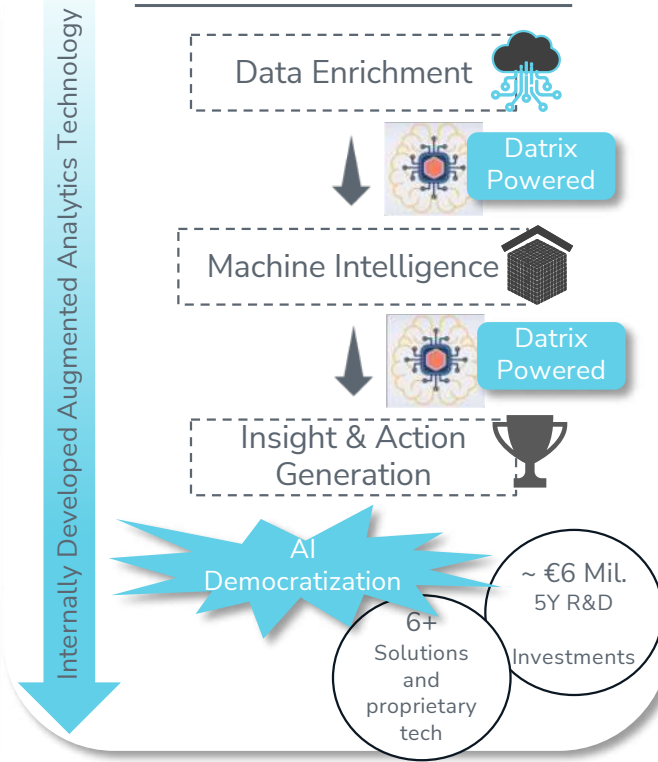 Internally Developed Augmented Analytics Technology
Data Enrichment
Datrix
Powered
Machine Intelligence
Datrix
Powered
Insight & Action
Generation
AI
Democratization
~ €6 Mil.
5Y R&D
Investments
6+
Solutions
and
proprietary
tech